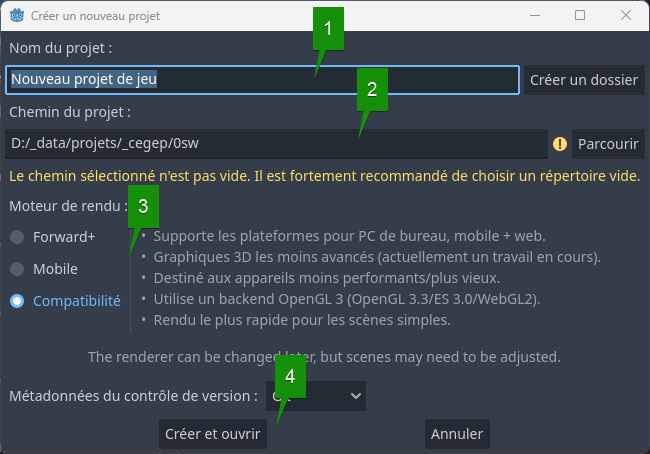 Créer un nouveau projet
1
Nom du projet :
Nouveau projet de jeu
Créer un dossier
2
Chemin du projet :
D:/_data/projets/_cegep/0sw
Parcourir
Le chemin sélectionné n'est pas vide. Il est fortement recommandé de choisir un répertoire vide.
Moteur de rendu :
3
Forward+
Mobile
Compatibilité
• Supporte les plateformes pour PC de bureau, mobile + web.
• Graphiques 3D les moins avancés (actuellement un travail en cours).
• Destiné aux appareils moins performants/plus vieux.
• Utilise un backend OpenGL 3 (OpenGL 3.3/ES 3.0/WebGL2).
• Rendu le plus rapide pour les scènes simples.
The renderer can be changed later, but scenes may need to be adjusted.
4
Métadonnées du contrôle de version :
Créer et ouvrir
Annuler